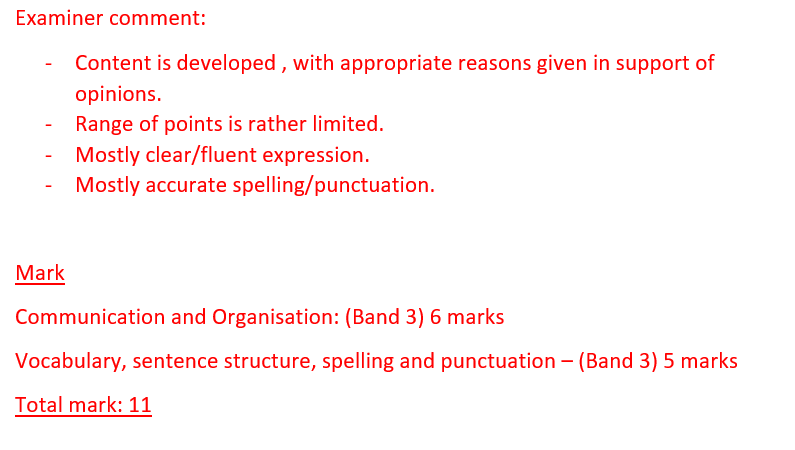 Examiner comment:
- Content is developed , with appropriate reasons given in support of
opinions.
- Range of points is rather limited.
- Mostly clear/fluent expression.
- Mostly accurate spelling/punctuation.
Mark
Communication and Organisation: (Band 3) 6 marks
Vocabulary, sentence structure, spelling and punctuation – (Band 3) 5 marks
Total mark: 11